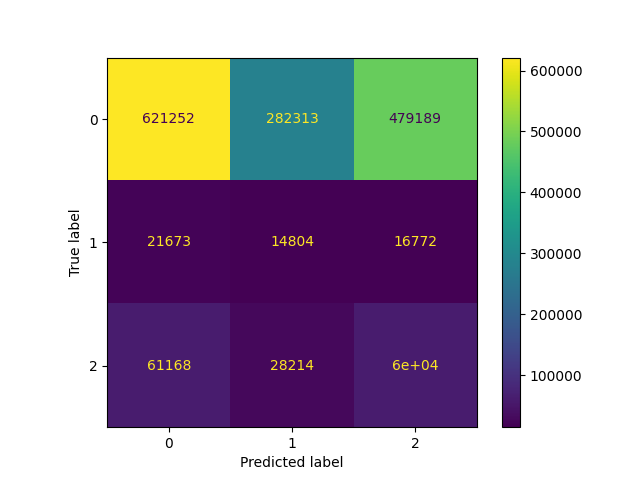 0 621252 282313 479189
1 21673 14804 16772
2 61168 28214 6e+04
0 1 2
Predicted label
True label
600000
500000
400000
300000
200000
100000